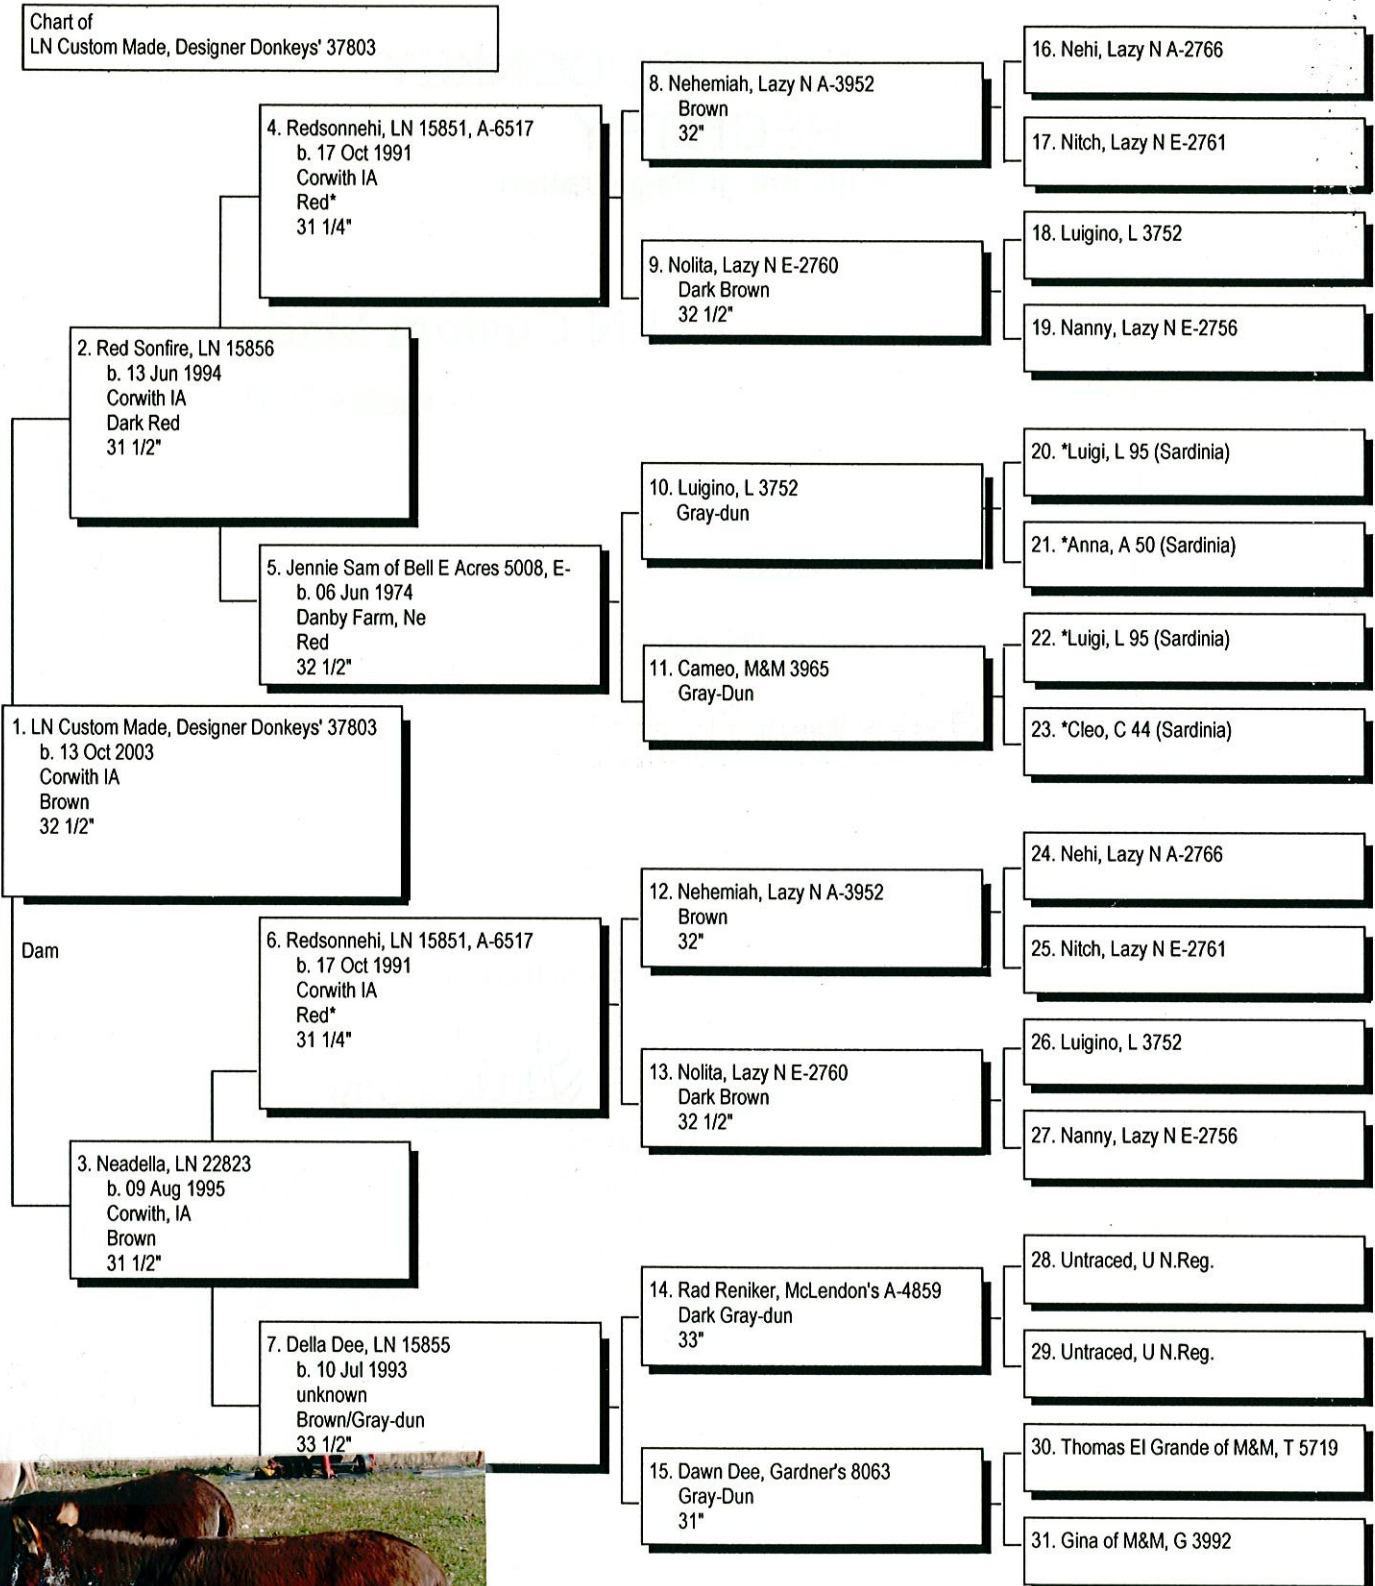 Chart of
LN Custom Made, Designer Donkeys' 37803
1. LN Custom Made, Designer Donkeys' 37803
b. 13 Oct 2003
Corwith IA
Brown
32 1/2"
Dam
2. Red Sonfire, LN 15856
b. 13 Jun 1994
Corwith IA
Dark Red
31 1/2"
3. Neadella, LN 22823
b. 09 Aug 1995
Corwith, IA
Brown
31 1/2"
4. Redsonnehi, LN 15851, A-6517
b. 17 Oct 1991
Corwith IA
Red*
31 1/4"
5. Jennie Sam of Bell E Acres 5008, E-
b. 06 Jun 1974
Danby Farm, Ne
Red
32 1/2"
6. Redsonnehi, LN 15851, A-6517
b. 17 Oct 1991
Corwith IA
Red*
31 1/4"
7. Della Dee, LN 15855
b. 10 Jul 1993
unknown
Brown/Gray-dun
33 1/2"
8. Nehemiah, Lazy N A-3952
Brown
32"
9. Nolita, Lazy N E-2760
Dark Brown
32 1/2"
10. Luigino, L 3752
Gray-dun
11. Cameo, M&M 3965
Gray-Dun
12. Nehemiah, Lazy N A-3952
Brown
32"
13. Nolita, Lazy N E-2760
Dark Brown
32 1/2"
14. Rad Reniker, McLendon's A-4859
Dark Gray-dun
33"
15. Dawn Dee, Gardner's 8063
Gray-Dun
31"
16. Nehi, Lazy N A-2766
17. Nitch, Lazy N E-2761
18. Luigino, L 3752
19. Nanny, Lazy N E-2756
20. *Luigi, L 95 (Sardinia)
21. *Anna, A 50 (Sardinia)
22. *Luigi, L 95 (Sardinia)
23. *Cleo, C 44 (Sardinia)
24. Nehi, Lazy N A-2766
25. Nitch, Lazy N E-2761
26. Luigino, L 3752
27. Nanny, Lazy N E-2756
28. Untraced, U N.Reg.
29. Untraced, U N.Reg.
30. Thomas El Grande of M&M, T 5719
31. Gina of M&M, G 3992